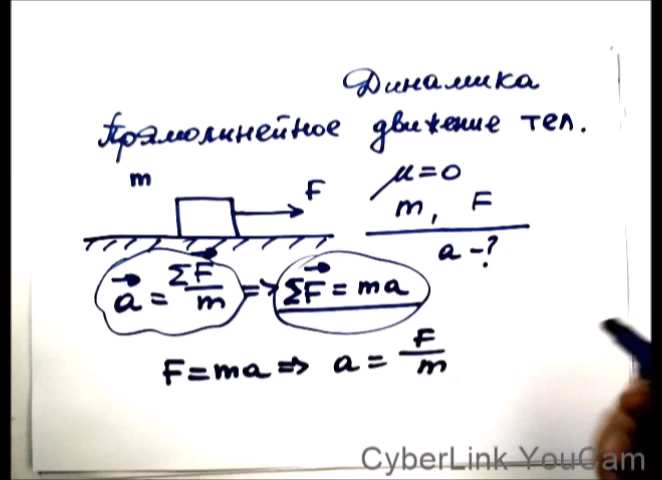 Динамика
Прямолинейное движение тел.
m
F
μ=0
m, F
a-?
a⃗ = ΣF⃗/m => ΣF⃗ = ma
F=ma => a = F/m
CyberLink YouCam